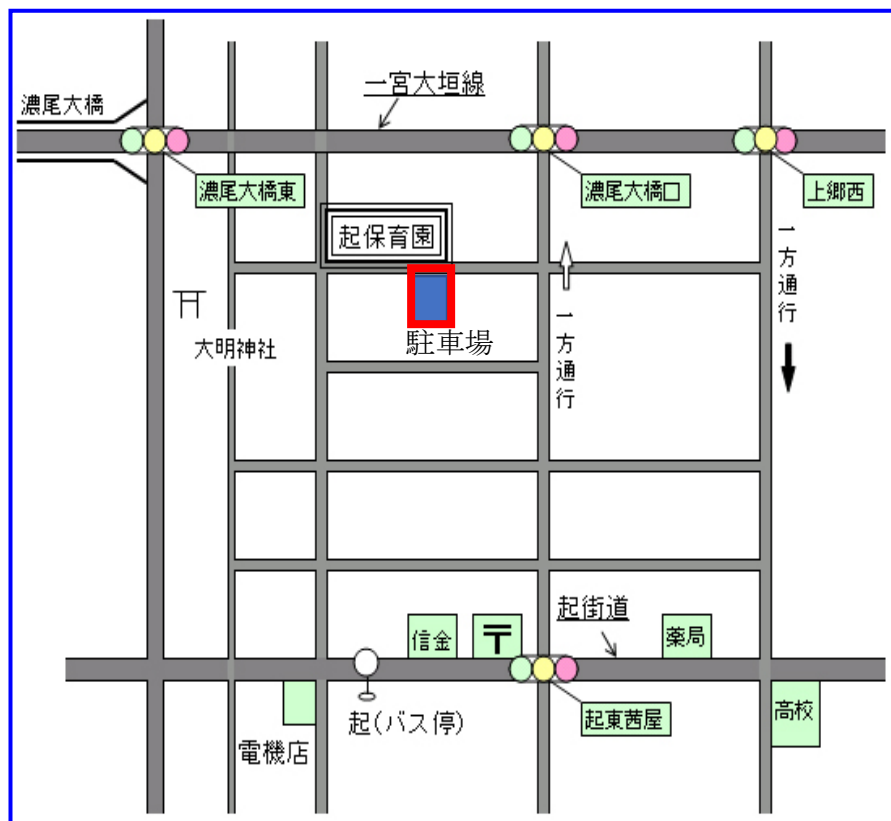 一宮大垣線
濃尾大橋
濃尾大橋東
濃尾大橋口
上郷西
起保育園
一方通行
大明神社
駐車場
一方通行
起街道
信金
〒
薬局
起東茜屋
高校
起(バス停)
電機店